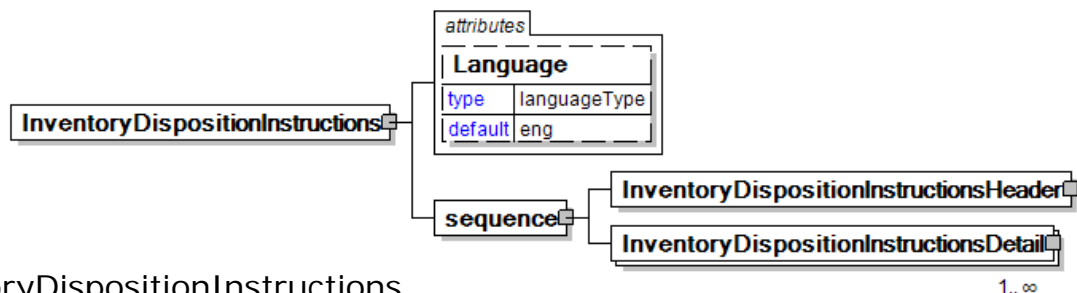 attributes
Language
type languageType
default eng
InventoryDispositionInstructions
sequence
InventoryDispositionInstructionsHeader
InventoryDispositionInstructionsDetail
1..∞